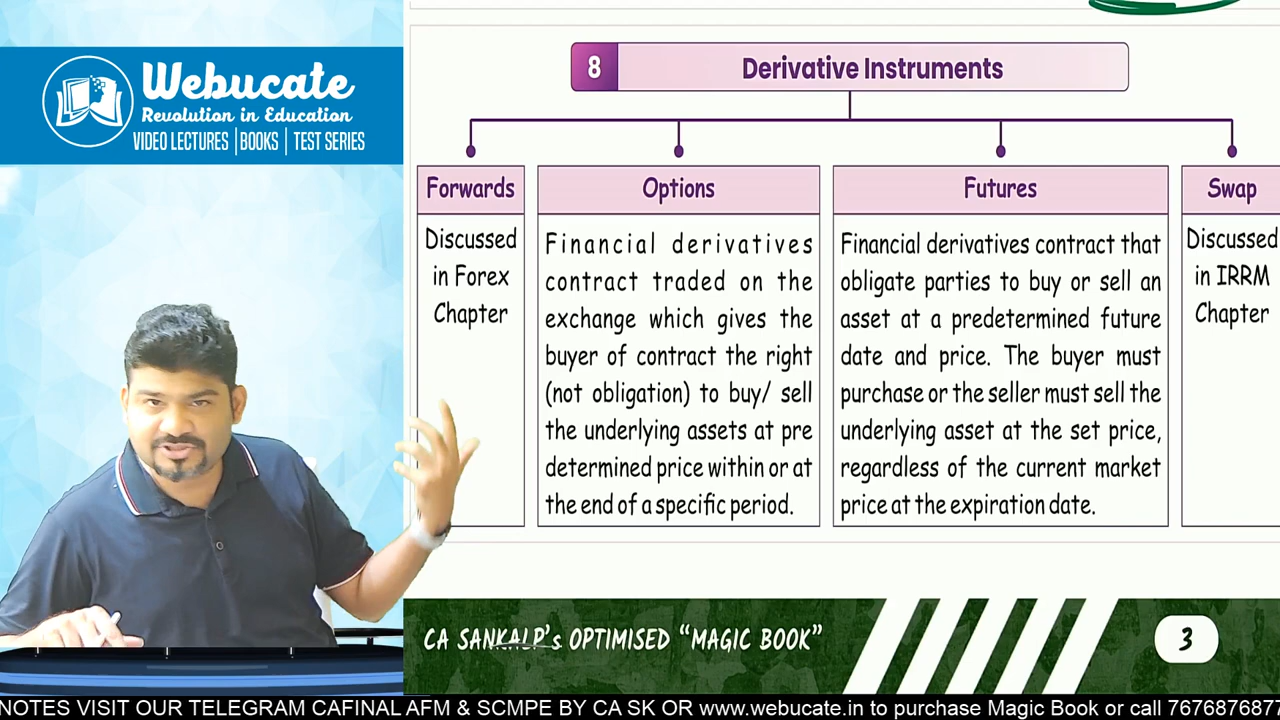 Webucate
Revolution in Education
VIDEO LECTURES | BOOKS | TEST SERIES
8 Derivative Instruments
Forwards
Discussed
in Forex
Chapter
Options
Financial derivatives
contract traded on the
exchange which gives the
buyer of contract the right
(not obligation) to buy/ sell
the underlying assets at pre
determined price within or at
the end of a specific period.
Futures
Financial derivatives contract that
obligate parties to buy or sell an
asset at a predetermined future
date and price. The buyer must
purchase or the seller must sell the
underlying asset at the set price,
regardless of the current market
price at the expiration date.
Swap
Discussed
in IRRM
Chapter
CA SANKALP's OPTIMISED “MAGIC BOOK”
3
NOTES VISIT OUR TELEGRAM CAFINAL AFM & SCMPE BY CA SK OR www.webucate.in to purchase Magic Book or call 7676876877